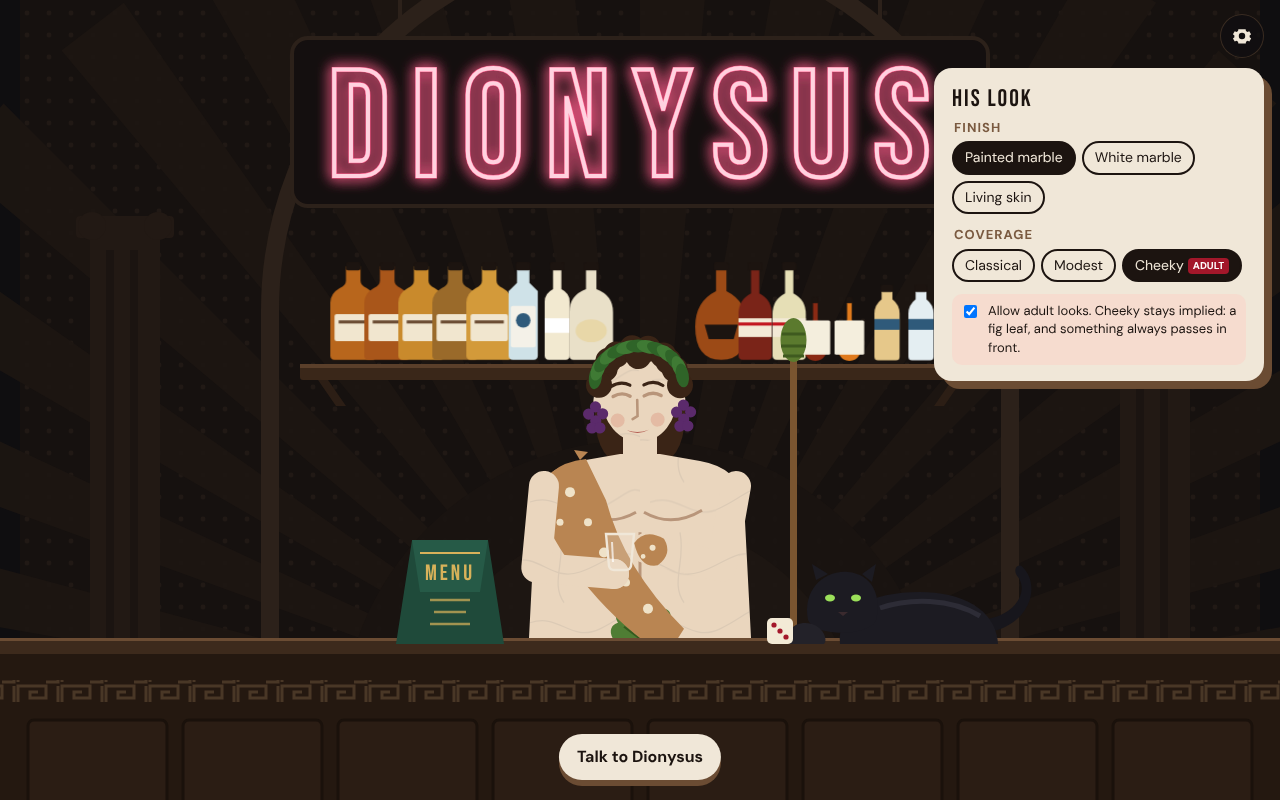 DIONYSUS
HIS LOOK
FINISH
Painted marble
White marble
Living skin
COVERAGE
Classical
Modest
Cheeky ADULT
Allow adult looks. Cheeky stays implied: a
fig leaf, and something always passes in
front.
MENU
Talk to Dionysus